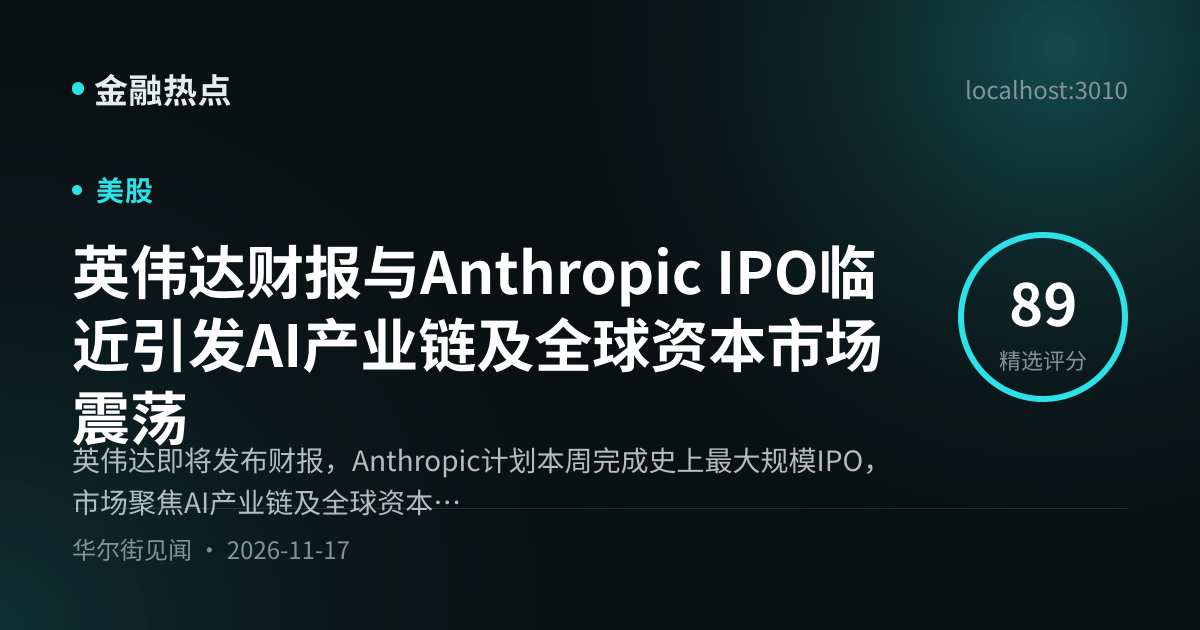 金融热点
localhost:3010
美股
英伟达财报与Anthropic IPO临
近引发AI产业链及全球资本市场
震荡
89
精选评分
英伟达即将发布财报，Anthropic计划本周完成史上最大规模IPO，
市场聚焦AI产业链及全球资本…
华尔街见闻 · 2026-11-17